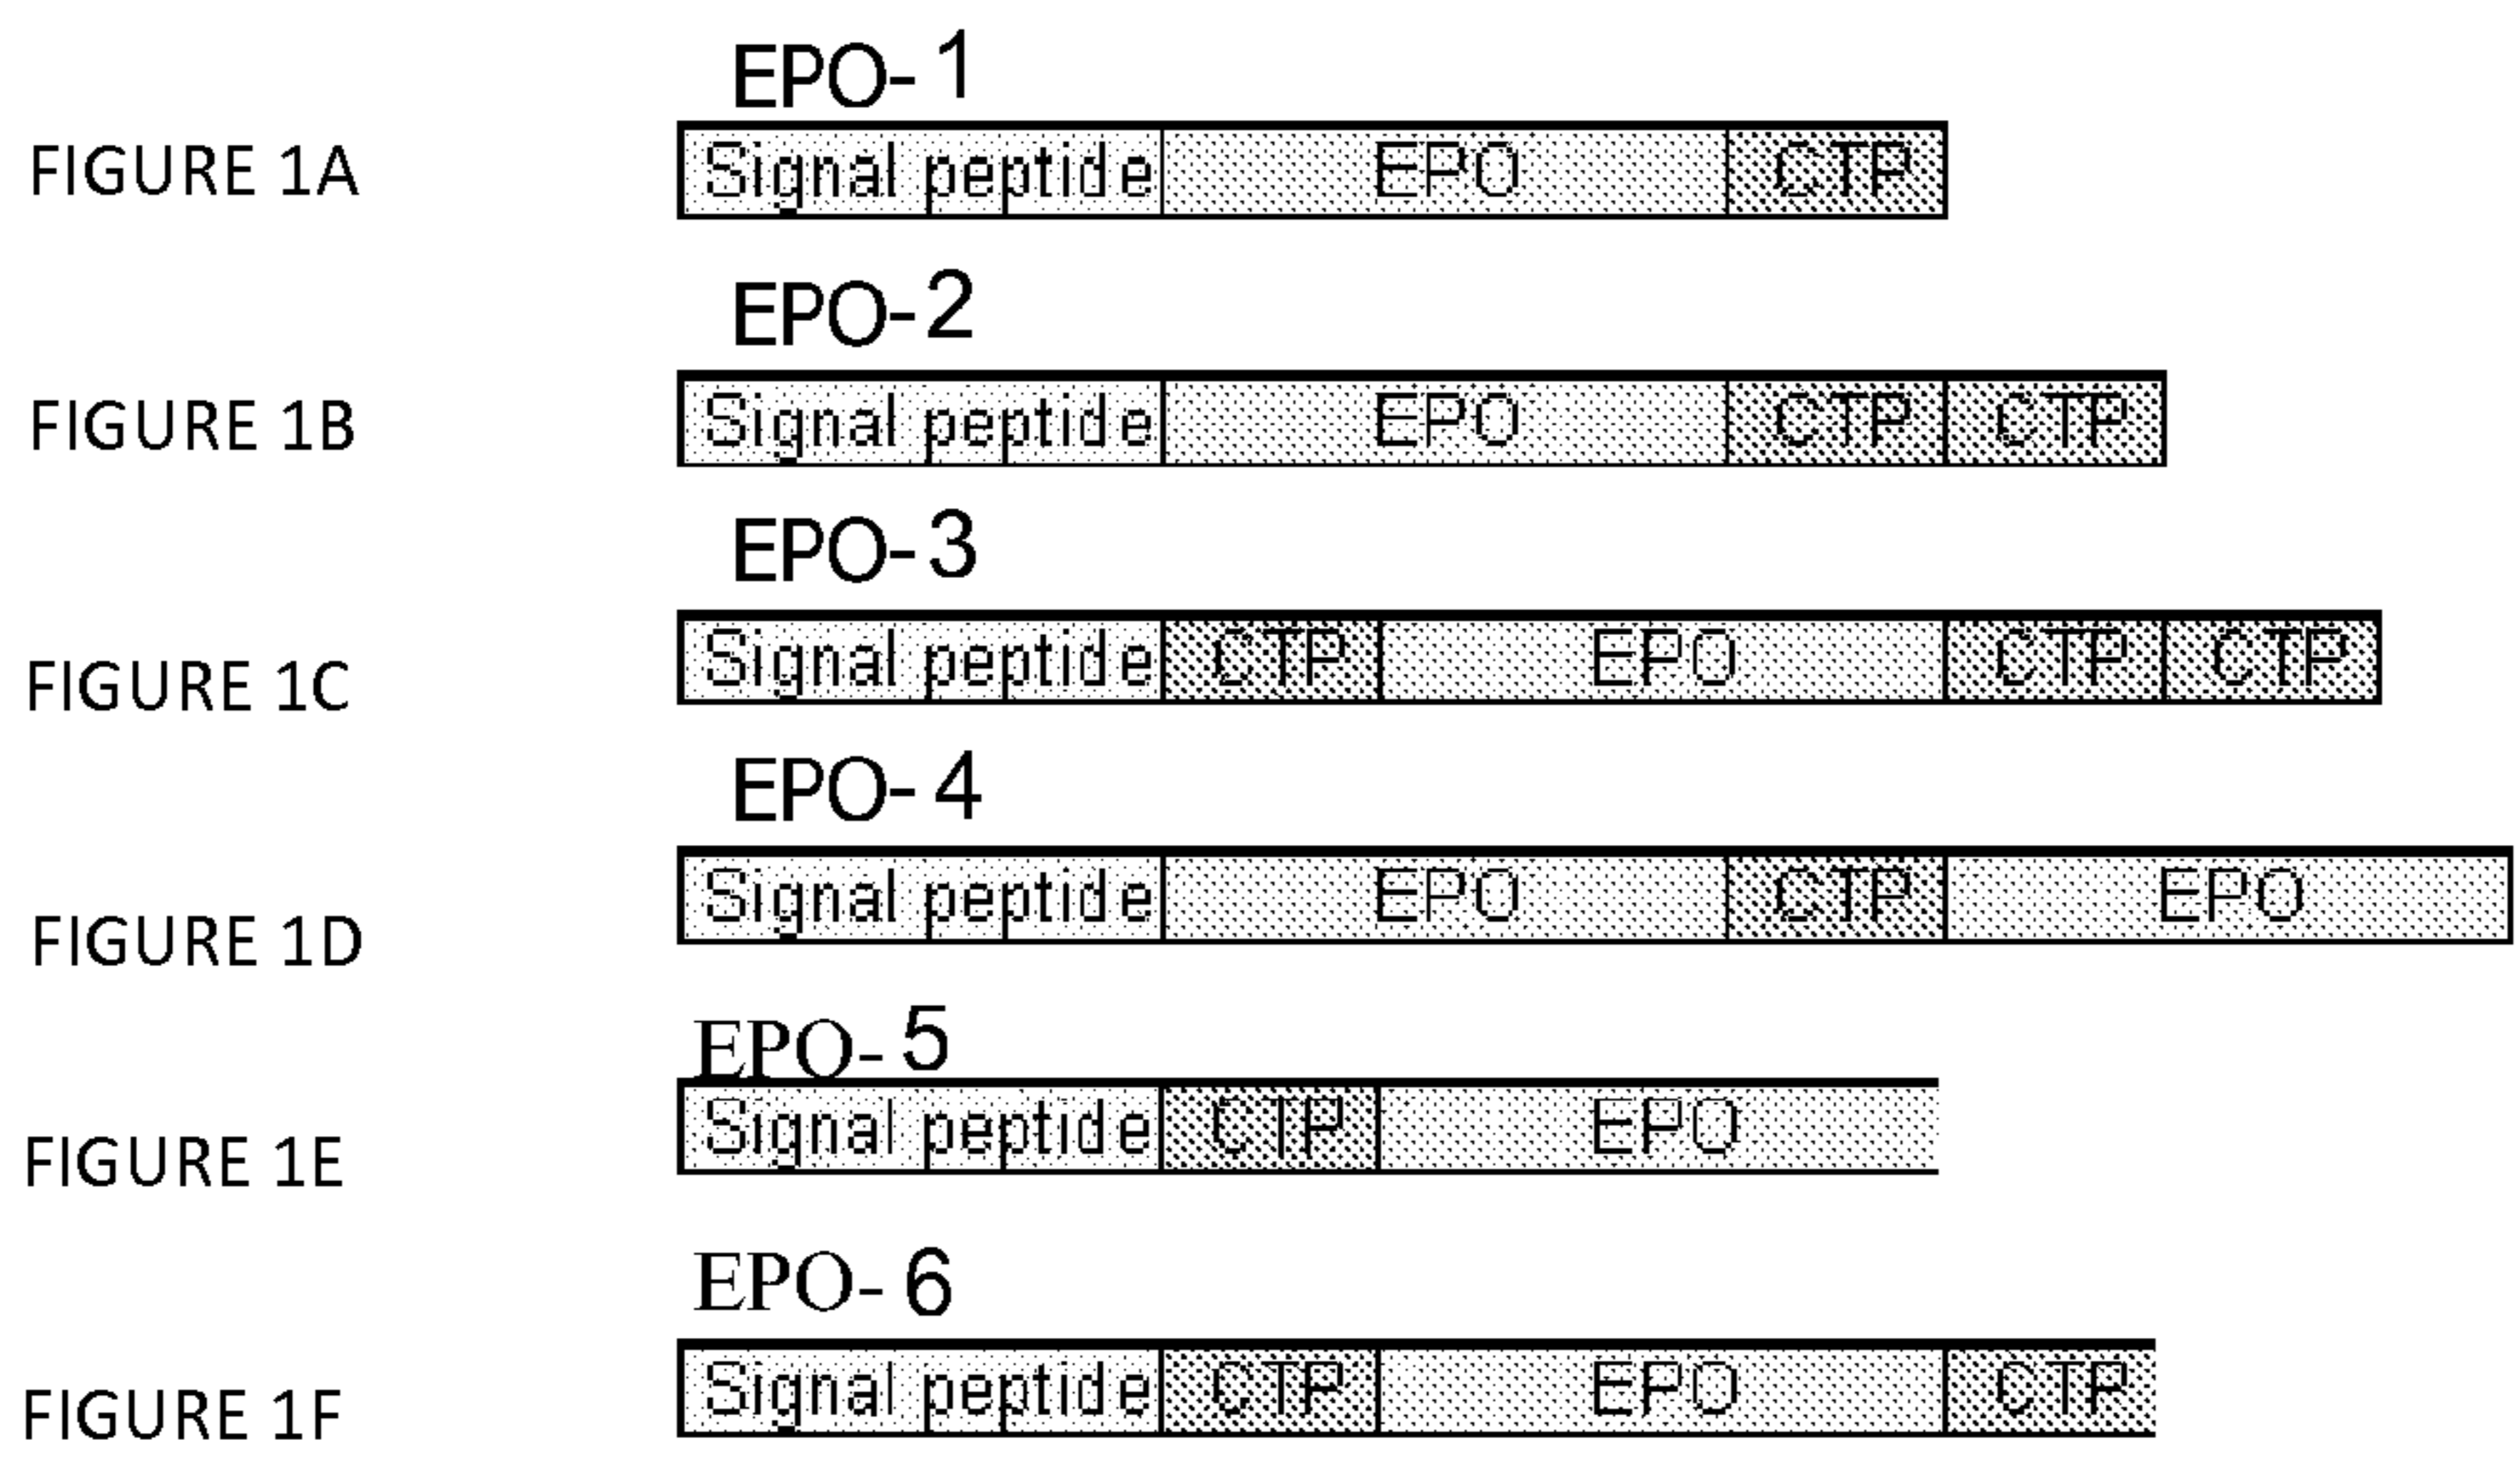 EPO-1
FIGURE 1A Signal peptide EPO CTP
EPO-2
FIGURE 1B Signal peptide EPO CTP CTP
EPO-3
FIGURE 1C Signal peptide CTP EPO CTP CTP
EPO-4
FIGURE 1D Signal peptide EPO CTP EPO
EPO-5
FIGURE 1E Signal peptide CTP EPO
EPO-6
FIGURE 1F Signal peptide CTP EPO CTP